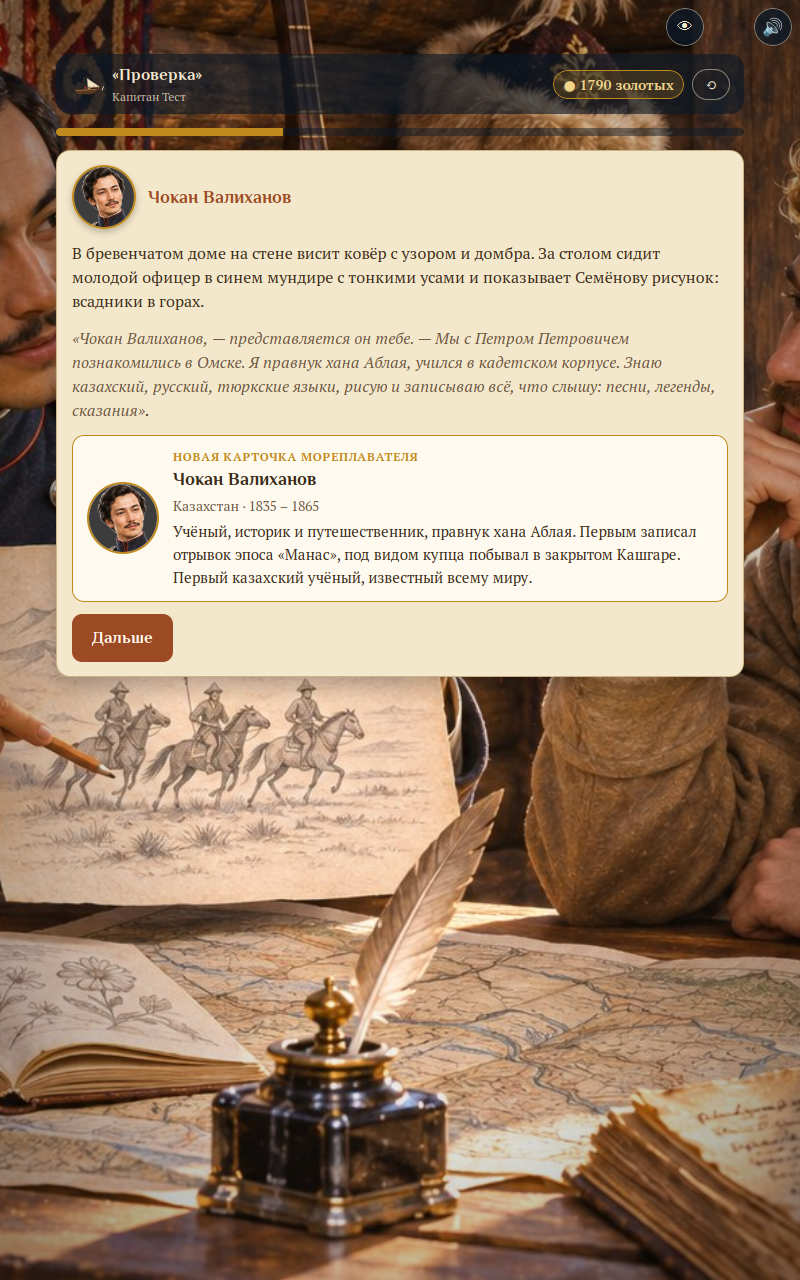 «Проверка»
Капитан Тест
1790 золотых
Чокан Валиханов
В бревенчатом доме на стене висит ковёр с узором и домбра. За столом сидит
молодой офицер в синем мундире с тонкими усами и показывает Семёнову рисунок:
всадники в горах.
«Чокан Валиханов, — представляется он тебе. — Мы с Петром Петровичем
познакомились в Омске. Я правнук хана Аблая, учился в кадетском корпусе. Знаю
казахский, русский, тюркские языки, рисую и записываю всё, что слышу: песни, легенды,
сказания».
НОВАЯ КАРТОЧКА МОРЕПЛАВАТЕЛЯ
Чокан Валиханов
Казахстан · 1835 – 1865
Учёный, историк и путешественник, правнук хана Аблая. Первым записал
отрывок эпоса «Манас», под видом купца побывал в закрытом Кашгаре.
Первый казахский учёный, известный всему миру.
Дальше